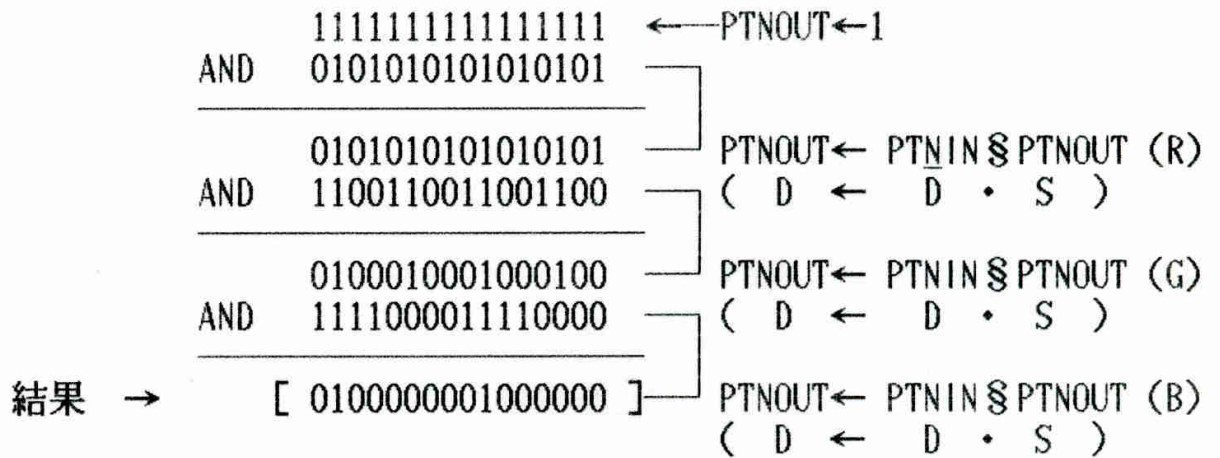 1111111111111111 ←PTNOUT←1
AND 0101010101010101
0101010101010101 PTNOUT← PTNIN§PTNOUT (R)
AND 1100110011001100 ( D ← D ・ S )
0100010001000100 PTNOUT← PTNIN§PTNOUT (G)
AND 1111000011110000 ( D ← D ・ S )
結果 → [ 0100000001000000 ] PTNOUT← PTNIN§PTNOUT (B)
( D ← D ・ S )